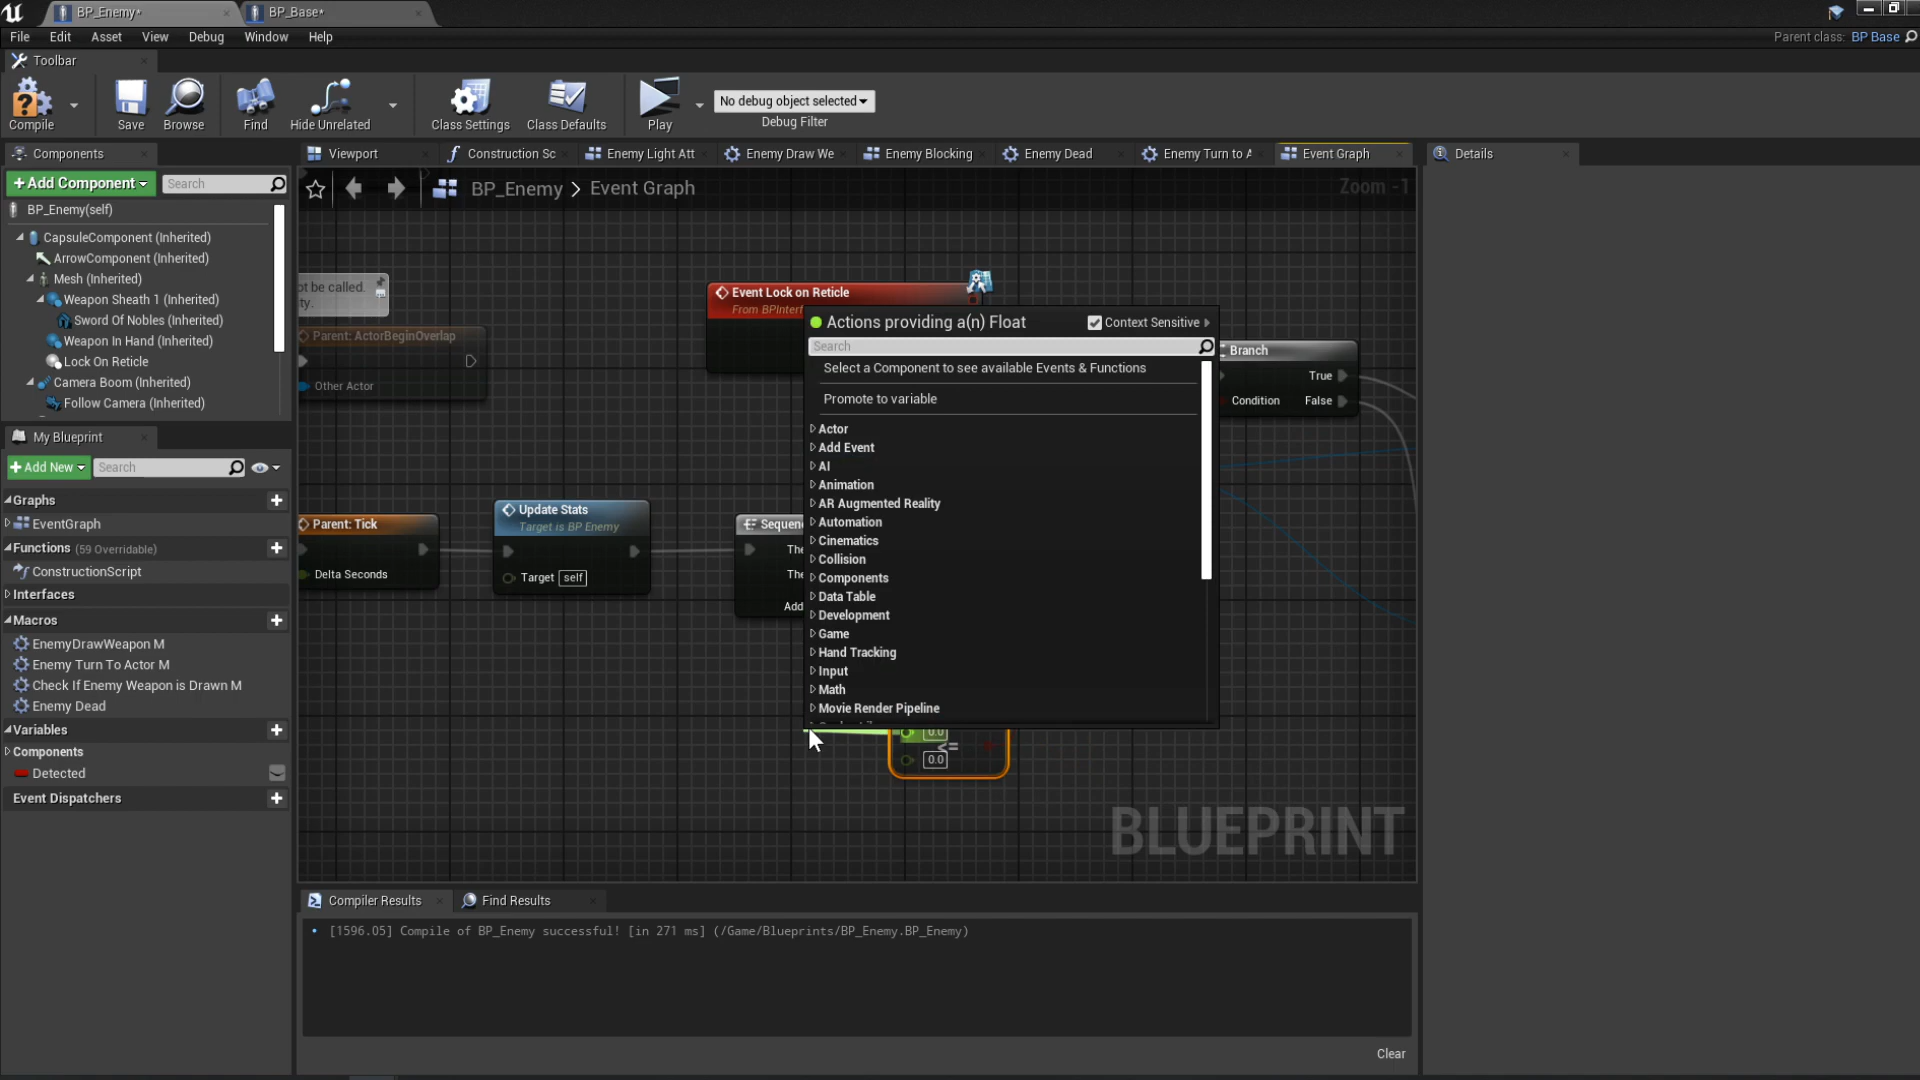 BP_Enemy*
BP_Base*
File Edit Asset View Debug Window Help
Parent class: BP Base
Toolbar
Compile
Save
Browse
Find
Hide Unrelated
Class Settings
Class Defaults
Play
No debug object selected
Debug Filter
Components
+Add Component
Search
BP_Enemy(self)
CapsuleComponent (Inherited)
ArrowComponent (Inherited)
Mesh (Inherited)
Weapon Sheath 1 (Inherited)
Sword Of Nobles (Inherited)
Weapon In Hand (Inherited)
Lock On Reticle
Camera Boom (Inherited)
Follow Camera (Inherited)
My Blueprint
+Add New
Search
Graphs
EventGraph
Functions (59 Overridable)
ConstructionScript
Interfaces
Macros
EnemyDrawWeapon M
Enemy Turn To Actor M
Check If Enemy Weapon is Drawn M
Enemy Dead
Variables
Components
Detected
Event Dispatchers
Viewport
Construction Sc
Enemy Light Att
Enemy Draw We
Enemy Blocking
Enemy Dead
Enemy Turn to A
Event Graph
Details
BP_Enemy > Event Graph
Zoom -1
ot be called.
ty.
Parent: ActorBeginOverlap
Other Actor
Event Lock on Reticle
From BPInterf
Parent: Tick
Delta Seconds
Update Stats
Target is BP Enemy
Target self
Sequen
The
The
Add
Branch
True
Condition False
Actions providing a(n) Float
Context Sensitive
Search
Select a Component to see available Events & Functions
Promote to variable
Actor
Add Event
AI
Animation
AR Augmented Reality
Automation
Cinematics
Collision
Components
Data Table
Development
Game
Hand Tracking
Input
Math
Movie Render Pipeline
0.0
<=
0.0
BLUEPRINT
Compiler Results
Find Results
[1596.05] Compile of BP_Enemy successful! [in 271 ms] (/Game/Blueprints/BP_Enemy.BP_Enemy)
Clear